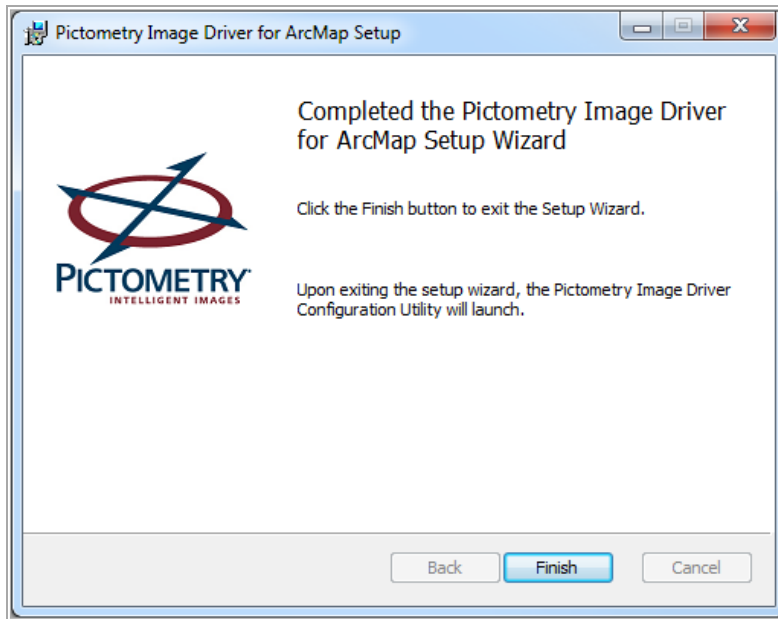 Pictometry Image Driver for ArcMap Setup
Completed the Pictometry Image Driver
for ArcMap Setup Wizard
Click the Finish button to exit the Setup Wizard.
PICTOMETRY
INTELLIGENT IMAGES
Upon exiting the setup wizard, the Pictometry Image Driver
Configuration Utility will launch.
Back
Finish
Cancel